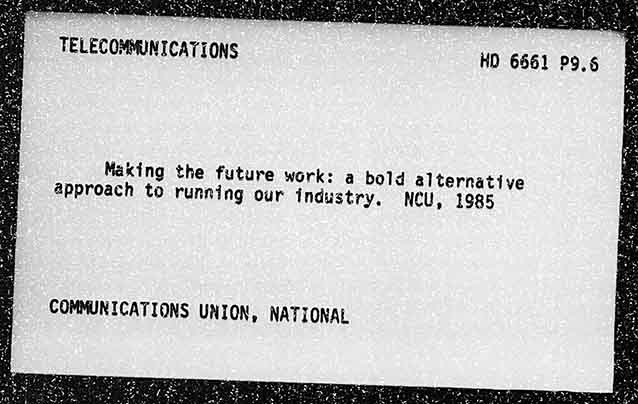 TELECOMMUNICATIONS
HD 6661 P9.6
Making the future work: a bold alternative
approach to running our industry. NCU, 1985
COMMUNICATIONS UNION, NATIONAL